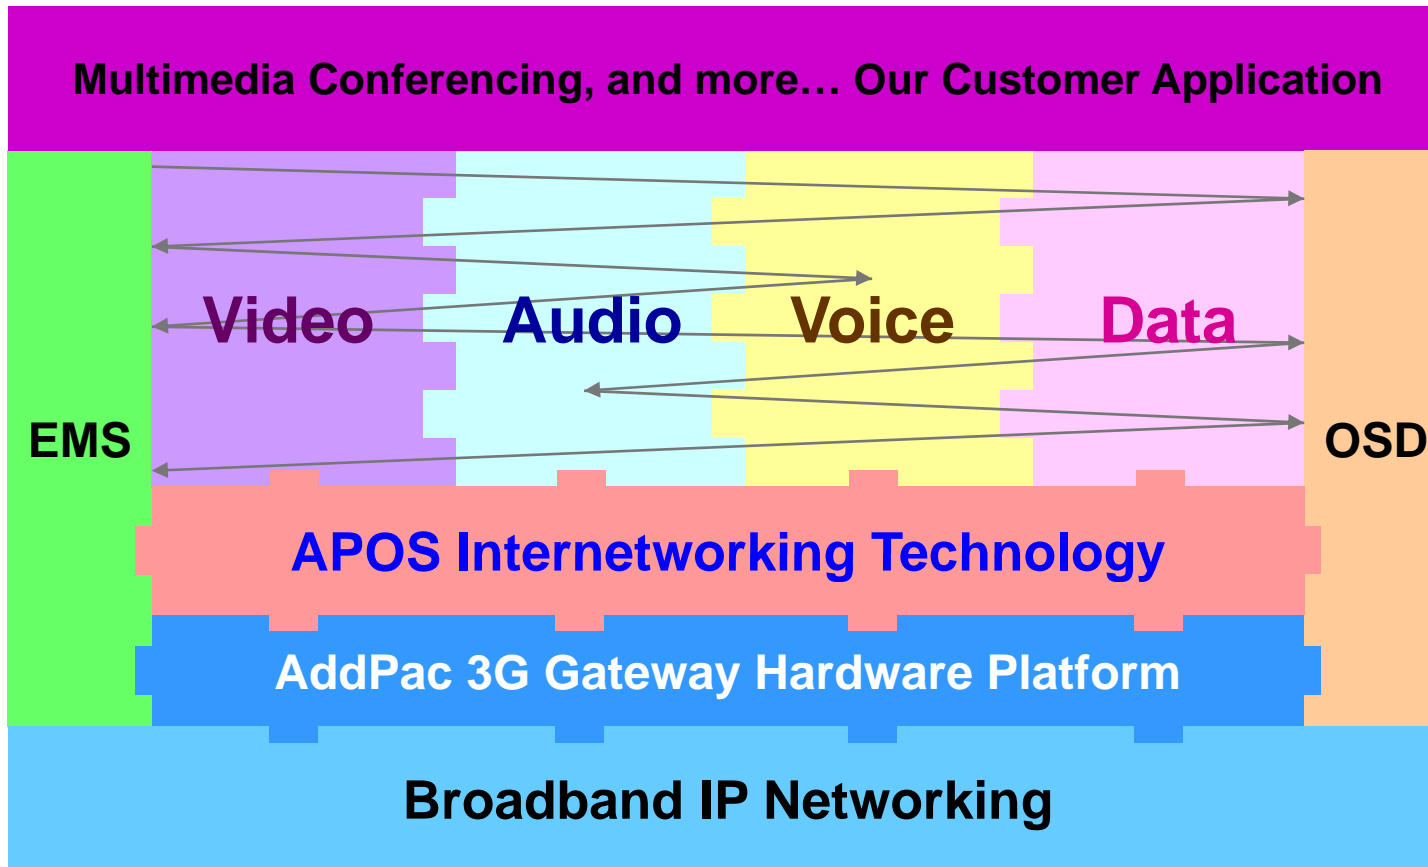 Multimedia Conferencing, and more… Our Customer Application
Video
Audio
Voice
Data
EMS
OSD
APOS Internetworking Technology
AddPac 3G Gateway Hardware Platform
Broadband IP Networking